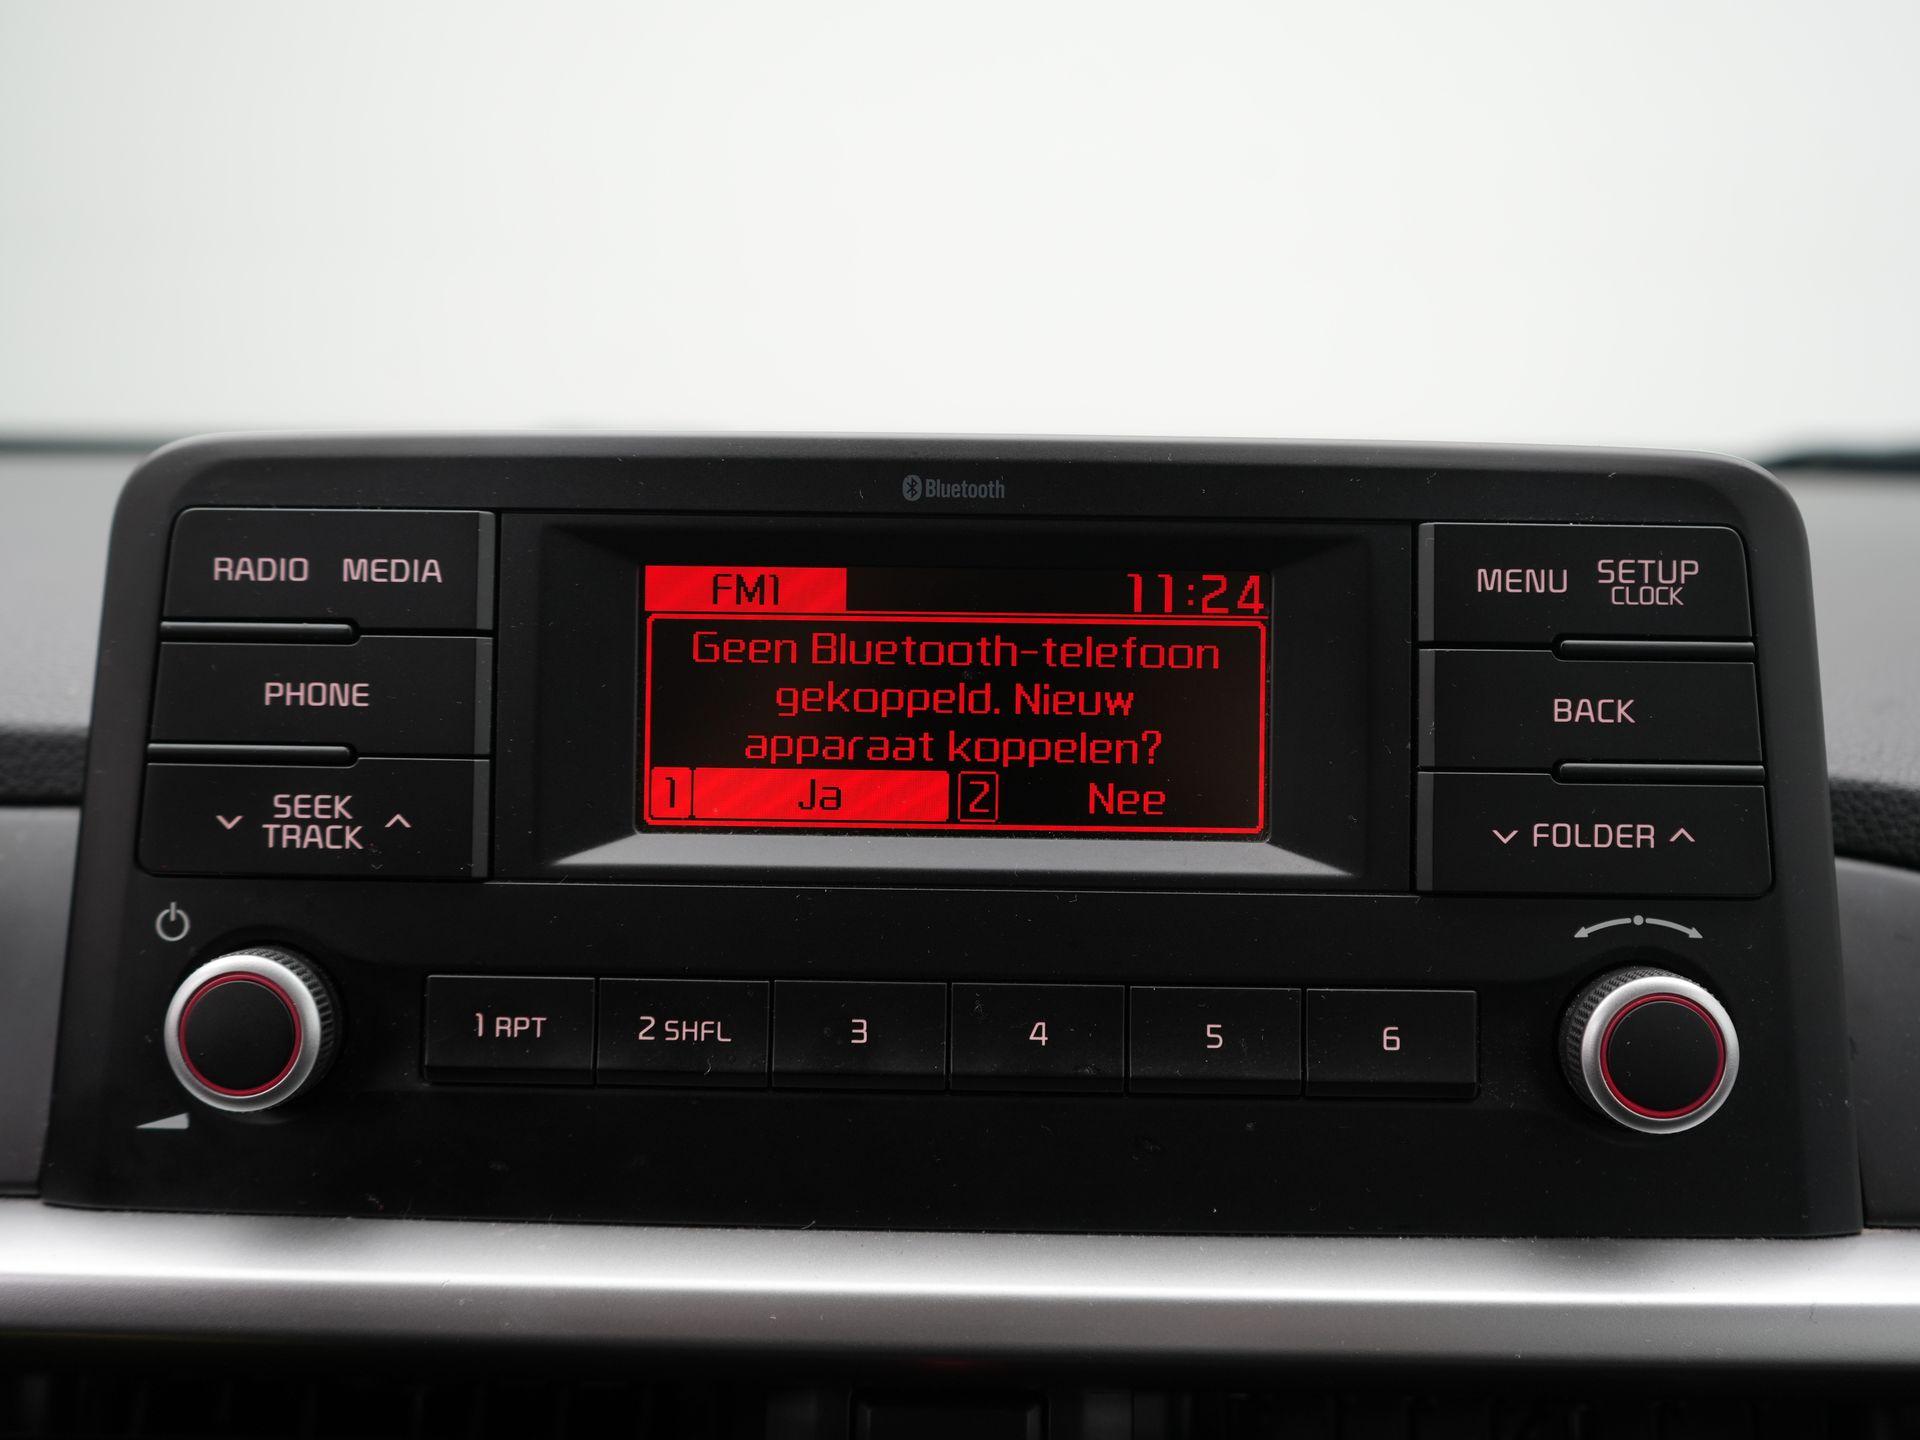 Bluetooth
RADIO MEDIA
PHONE
SEEK
TRACK
FM1 11:24
Geen Bluetooth-telefoon
gekoppeld. Nieuw
apparaat koppelen?
1 Ja 2 Nee
MENU SETUP
CLOCK
BACK
FOLDER
1 RPT 2 SHFL 3 4 5 6